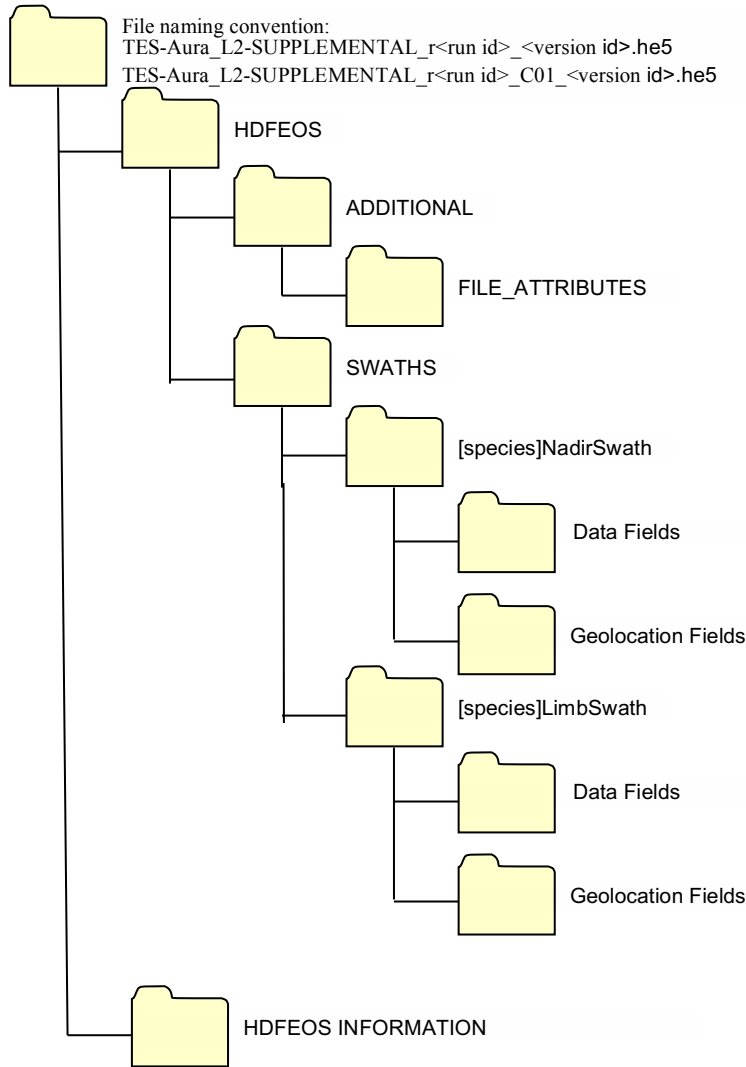 File naming convention:
TES-Aura_L2-SUPPLEMENTAL_r<run id>_<version id>.he5
TES-Aura_L2-SUPPLEMENTAL_r<run id>_C01_<version id>.he5
HDFEOS
ADDITIONAL
FILE_ATTRIBUTES
SWATHS
[species]NadirSwath
Data Fields
Geolocation Fields
[species]LimbSwath
Data Fields
Geolocation Fields
HDFEOS INFORMATION